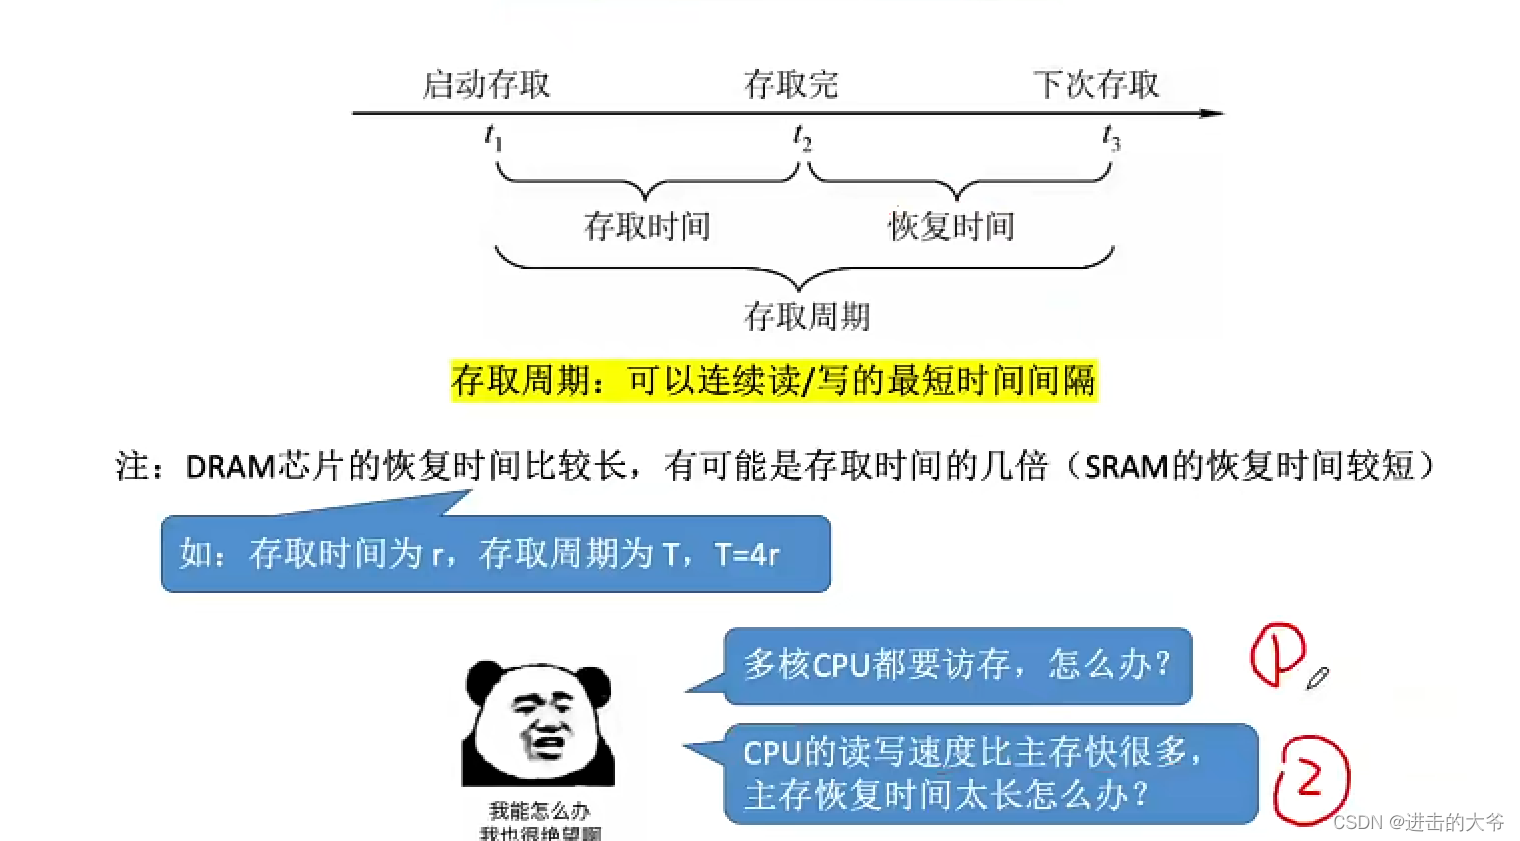 启动存取 存取完 下次存取
t1 t2 t3
存取时间 恢复时间
存取周期
存取周期：可以连续读/写的最短时间间隔
注：DRAM芯片的恢复时间比较长，有可能是存取时间的几倍（SRAM的恢复时间较短）
如：存取时间为 r，存取周期为 T，T=4r
多核CPU都要访存，怎么办？
①
CPU的读写速度比主存快很多，
主存恢复时间太长怎么办？
②
我能怎么办
我也很绝望啊
CSDN @进击的大爷